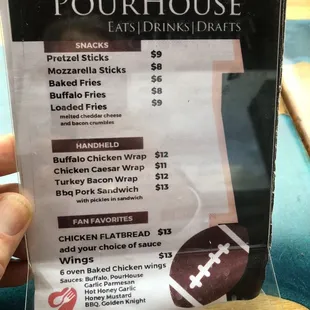 POURHOUSE
EATS|DRINKS|DRAFTS
SNACKS
Pretzel Sticks $9
Mozzarella Sticks $8
Baked Fries $6
Buffalo Fries $8
Loaded Fries $9
melted cheddar cheese
and bacon crumbles
HANDHELD
Buffalo Chicken Wrap $12
Chicken Caesar Wrap $11
Turkey Bacon Wrap $12
Bbq Pork Sandwich $13
with pickles in sandwich
FAN FAVORITES
CHICKEN FLATBREAD $13
add your choice of sauce
Wings $13
6 oven Baked Chicken wings
Sauces: Buffalo, PourHouse
Garlic Parmesan
Hot Honey Garlic
Honey Mustard
BBQ, Golden Knight